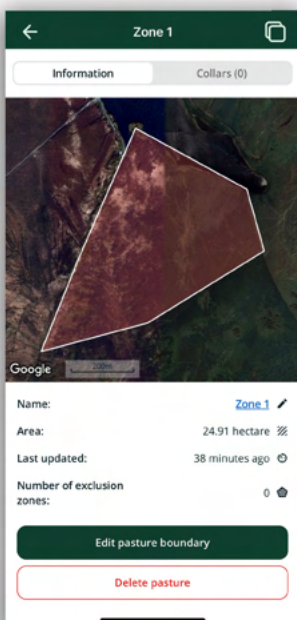 Zone 1
Information
Collars (0)
Google
200m
Name:
Zone 1
Area:
24.91 hectare
Last updated:
38 minutes ago
Number of exclusion
zones:
0
Edit pasture boundary
Delete pasture